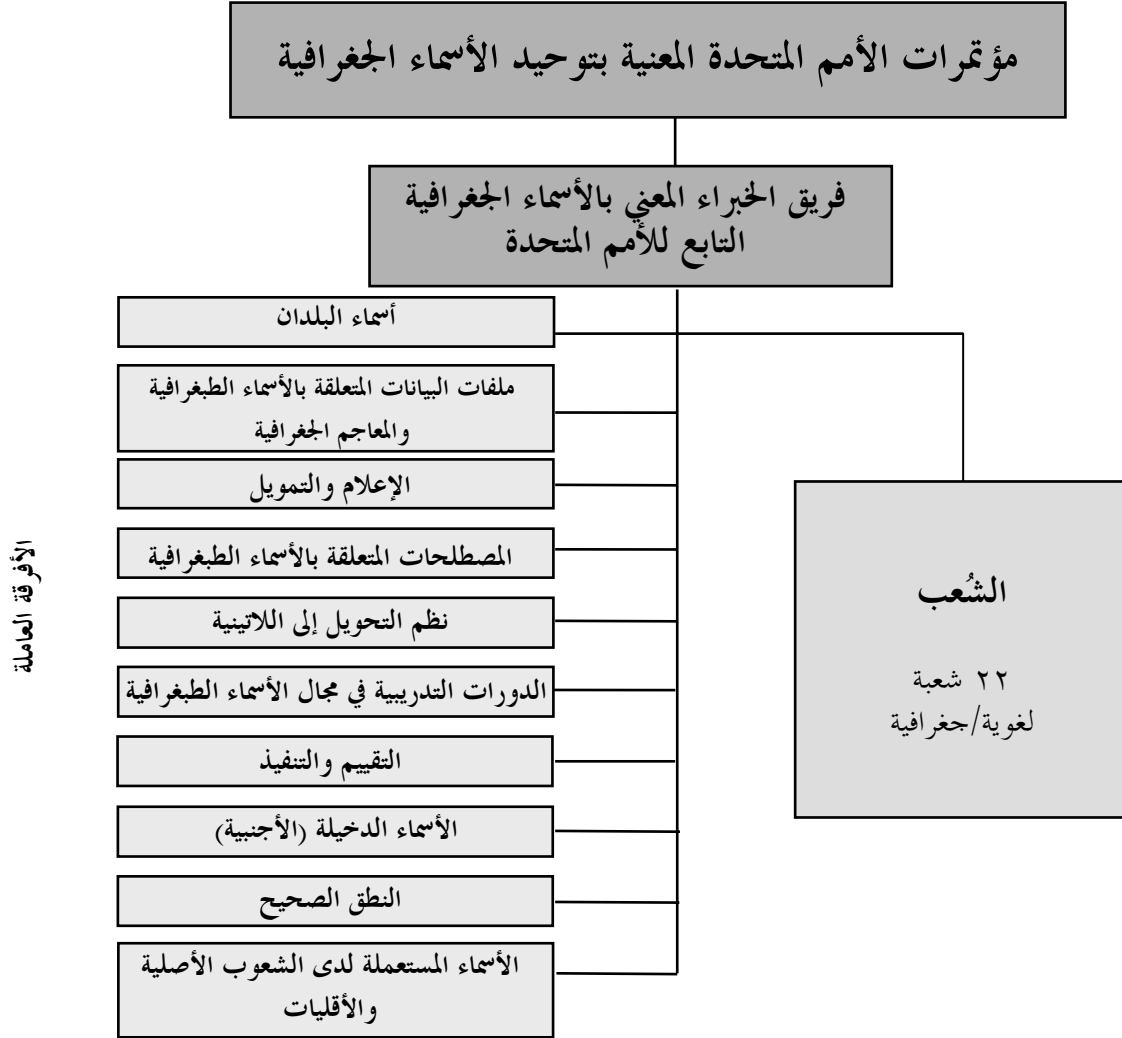 مؤتمرات الأمم المتحدة المعنية بتوحيد الأسماء الجغرافية
فريق الخبراء المعني بالأسماء الجغرافية
التابع للأمم المتحدة
الأفرقة العاملة
أسماء البلدان
ملفات البيانات المتعلقة بالأسماء الطبغرافية
والمعاجم الجغرافية
الإعلام والتمويل
المصطلحات المتعلقة بالأسماء الطبغرافية
نظم التحويل إلى اللاتينية
الدورات التدريبية في مجال الأسماء الطبغرافية
التقييم والتنفيذ
الأسماء الدخيلة (الأجنبية)
النطق الصحيح
الأسماء المستعملة لدى الشعوب الأصلية
والأقليات
الشُعب
٢٢ شعبة
لغوية/جغرافية